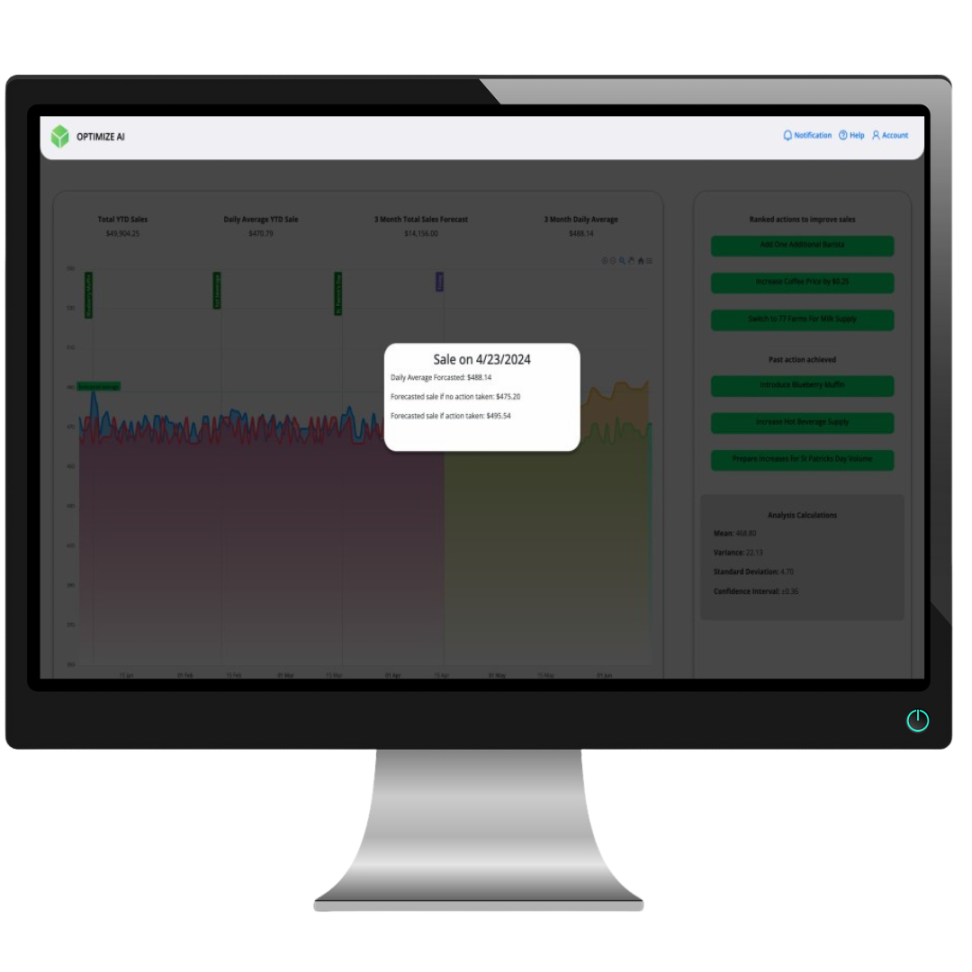 OPTIMIZE AI
Notification Help Account
Total YTD Sales
$49,904.25
Daily Average YTD Sale
$470.79
3 Month Total Sales Forecast
$14,156.00
3 Month Daily Average
$488.14
Sale on 4/23/2024
Daily Average Forcasted: $488.14
Forecasted sale if no action taken: $475.20
Forecasted sale if action taken: $495.54
Ranked actions to improve sales
Add One Additional Barista
Increase Coffee Price by $0.25
Switch to 77 Farms For Milk Supply
Past action achieved
Introduce Blueberry Muffin
Increase Hot Beverage Supply
Prepare Increases for St Patricks Day Volume
Analysis Calculations
Mean: 468.80
Variance: 22.13
Standard Deviation: 4.70
Confidence Interval: ±3.36
15 Jan 01 Feb 15 Feb 01 Mar 15 Mar 01 Apr 15 Apr 01 May 15 May 01 Jun